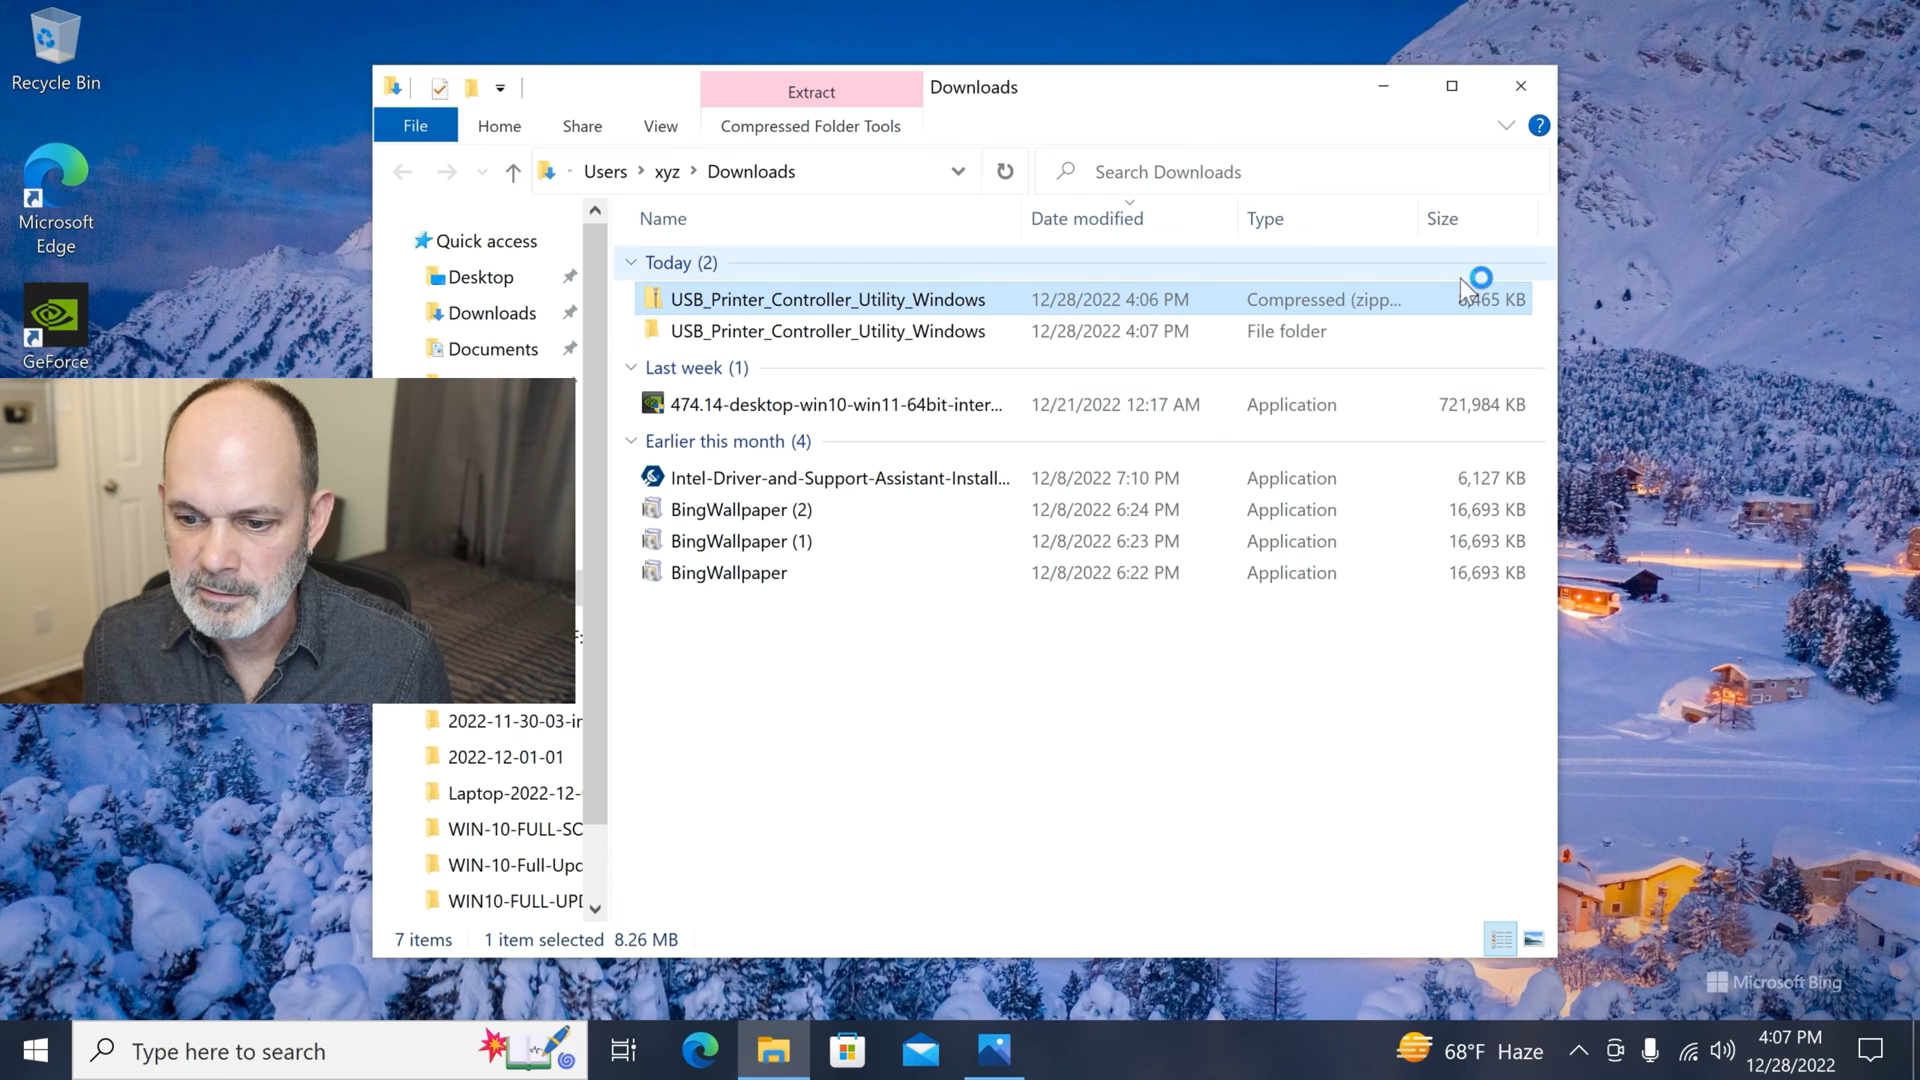 Recycle Bin
Microsoft
Edge
GeForce
Extract
Downloads
File
Home
Share
View
Compressed Folder Tools
?
Users
xyz
Downloads
Search Downloads
Name
Date modified
Type
Size
Quick access
Desktop
Downloads
Documents
Today (2)
USB_Printer_Controller_Utility_Windows 12/28/2022 4:06 PM Compressed (zipp... 465 KB
USB_Printer_Controller_Utility_Windows 12/28/2022 4:07 PM File folder
Last week (1)
474.14-desktop-win10-win11-64bit-inter... 12/21/2022 12:17 AM Application 721,984 KB
Earlier this month (4)
Intel-Driver-and-Support-Assistant-Install... 12/8/2022 7:10 PM Application 6,127 KB
BingWallpaper (2) 12/8/2022 6:24 PM Application 16,693 KB
BingWallpaper (1) 12/8/2022 6:23 PM Application 16,693 KB
BingWallpaper 12/8/2022 6:22 PM Application 16,693 KB
F:
2022-11-30-03-ir
2022-12-01-01
Laptop-2022-12-
WIN-10-FULL-SC
WIN-10-Full-Upd
WIN10-FULL-UPD
7 items 1 item selected 8.26 MB
Microsoft Bing
Type here to search
68°F Haze
4:07 PM
12/28/2022